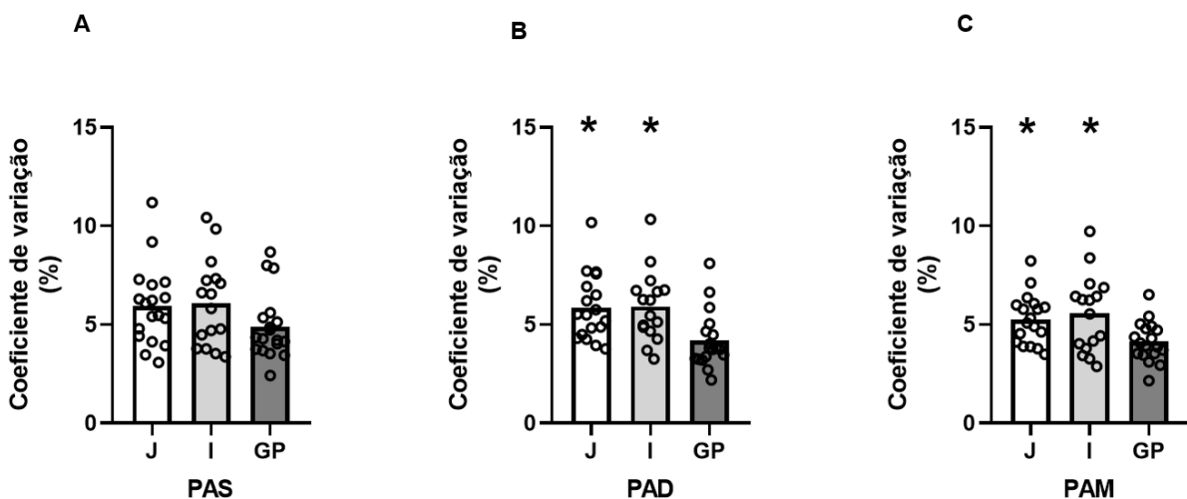 A
Coeficiente de variação
(%)
15
10
5
0
J I GP
PAS
B
Coeficiente de variação
(%)
15
10
5
0
* *
J I GP
PAD
C
Coeficiente de variação
(%)
15
10
5
0
* *
J I GP
PAM